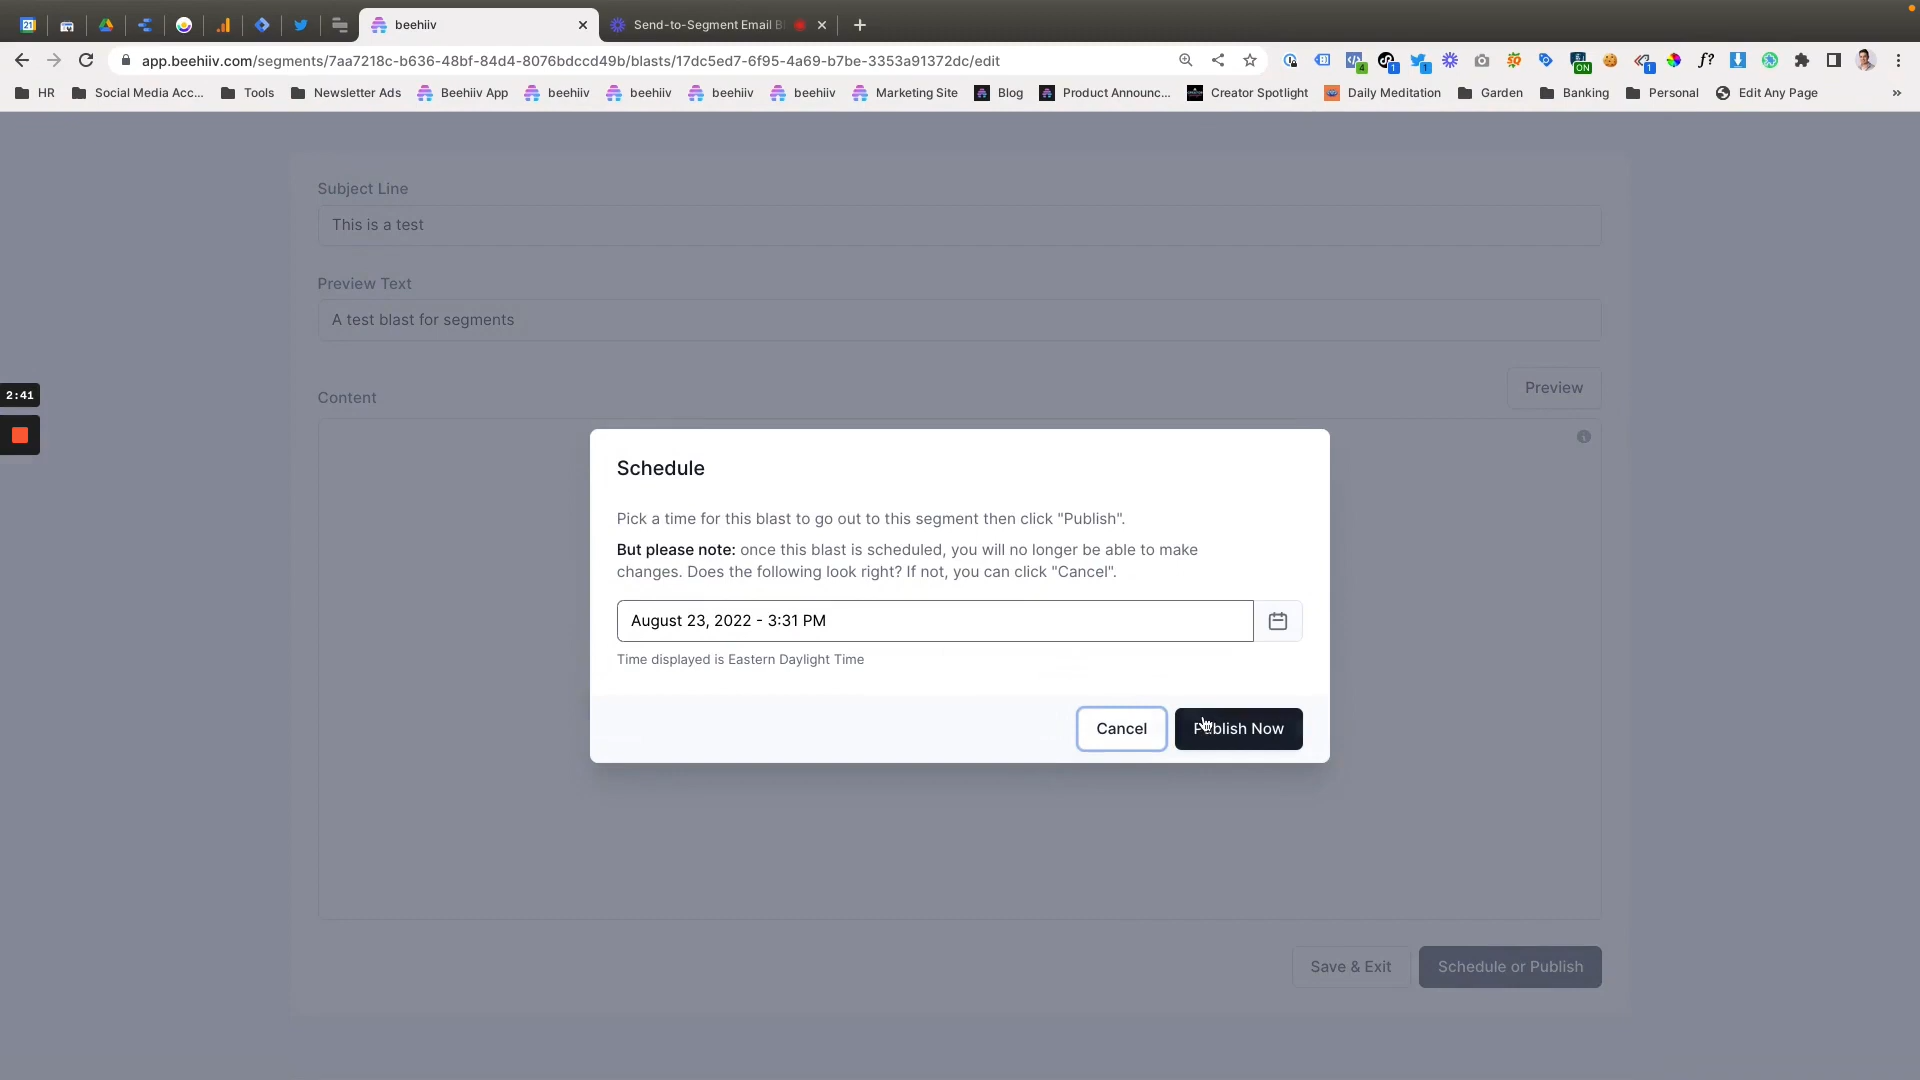 beehiiv
Send-to-Segment Email B
app.beehiiv.com/segments/7aa7218c-b636-48bf-84d4-8076bdccd49b/blasts/17dc5ed7-6f95-4a69-b7be-3353a91372dc/edit
HR
Social Media Acc...
Tools
Newsletter Ads
Beehiiv App
beehiiv
beehiiv
beehiiv
beehiiv
Marketing Site
Blog
Product Announc...
Creator Spotlight
Daily Meditation
Garden
Banking
Personal
Edit Any Page
Subject Line
This is a test
Preview Text
A test blast for segments
2:41
Content
Preview
Schedule
Pick a time for this blast to go out to this segment then click "Publish".
But please note: once this blast is scheduled, you will no longer be able to make
changes. Does the following look right? If not, you can click "Cancel".
August 23, 2022 - 3:31 PM
Time displayed is Eastern Daylight Time
Cancel
Publish Now
Save & Exit
Schedule or Publish